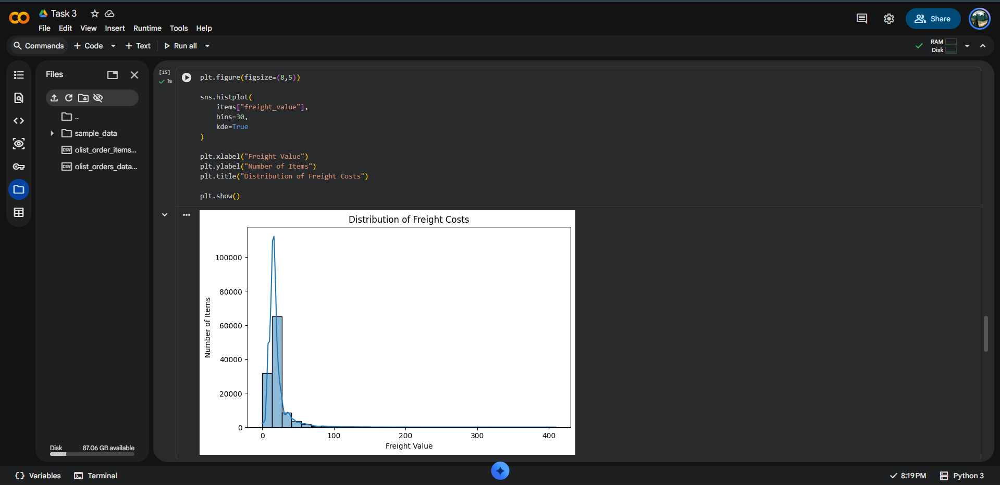 Task 3
File Edit View Insert Runtime Tools Help
Share
Commands + Code + Text Run all
RAM
Disk
Files
..
sample_data
olist_order_items...
olist_orders_data...
Disk 87.06 GB available
[15]
1s
plt.figure(figsize=(8,5))
sns.histplot(
items["freight_value"],
bins=30,
kde=True
)
plt.xlabel("Freight Value")
plt.ylabel("Number of Items")
plt.title("Distribution of Freight Costs")
plt.show()
Distribution of Freight Costs
Number of Items
100000
80000
60000
40000
20000
0
0 100 200 300 400
Freight Value
Variables Terminal
8:19 PM Python 3